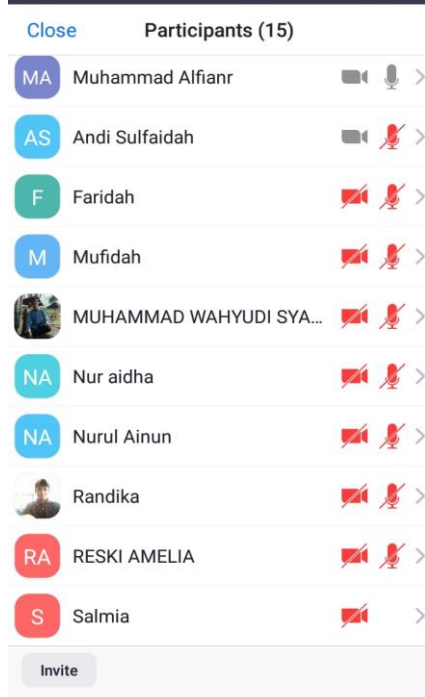 Close Participants (15)
MA Muhammad Alfianr
AS Andi Sulfaidah
F Faridah
M Mufidah
MUHAMMAD WAHYUDI SYA...
NA Nur aidha
NA Nurul Ainun
Randika
RA RESKI AMELIA
S Salmia
Invite